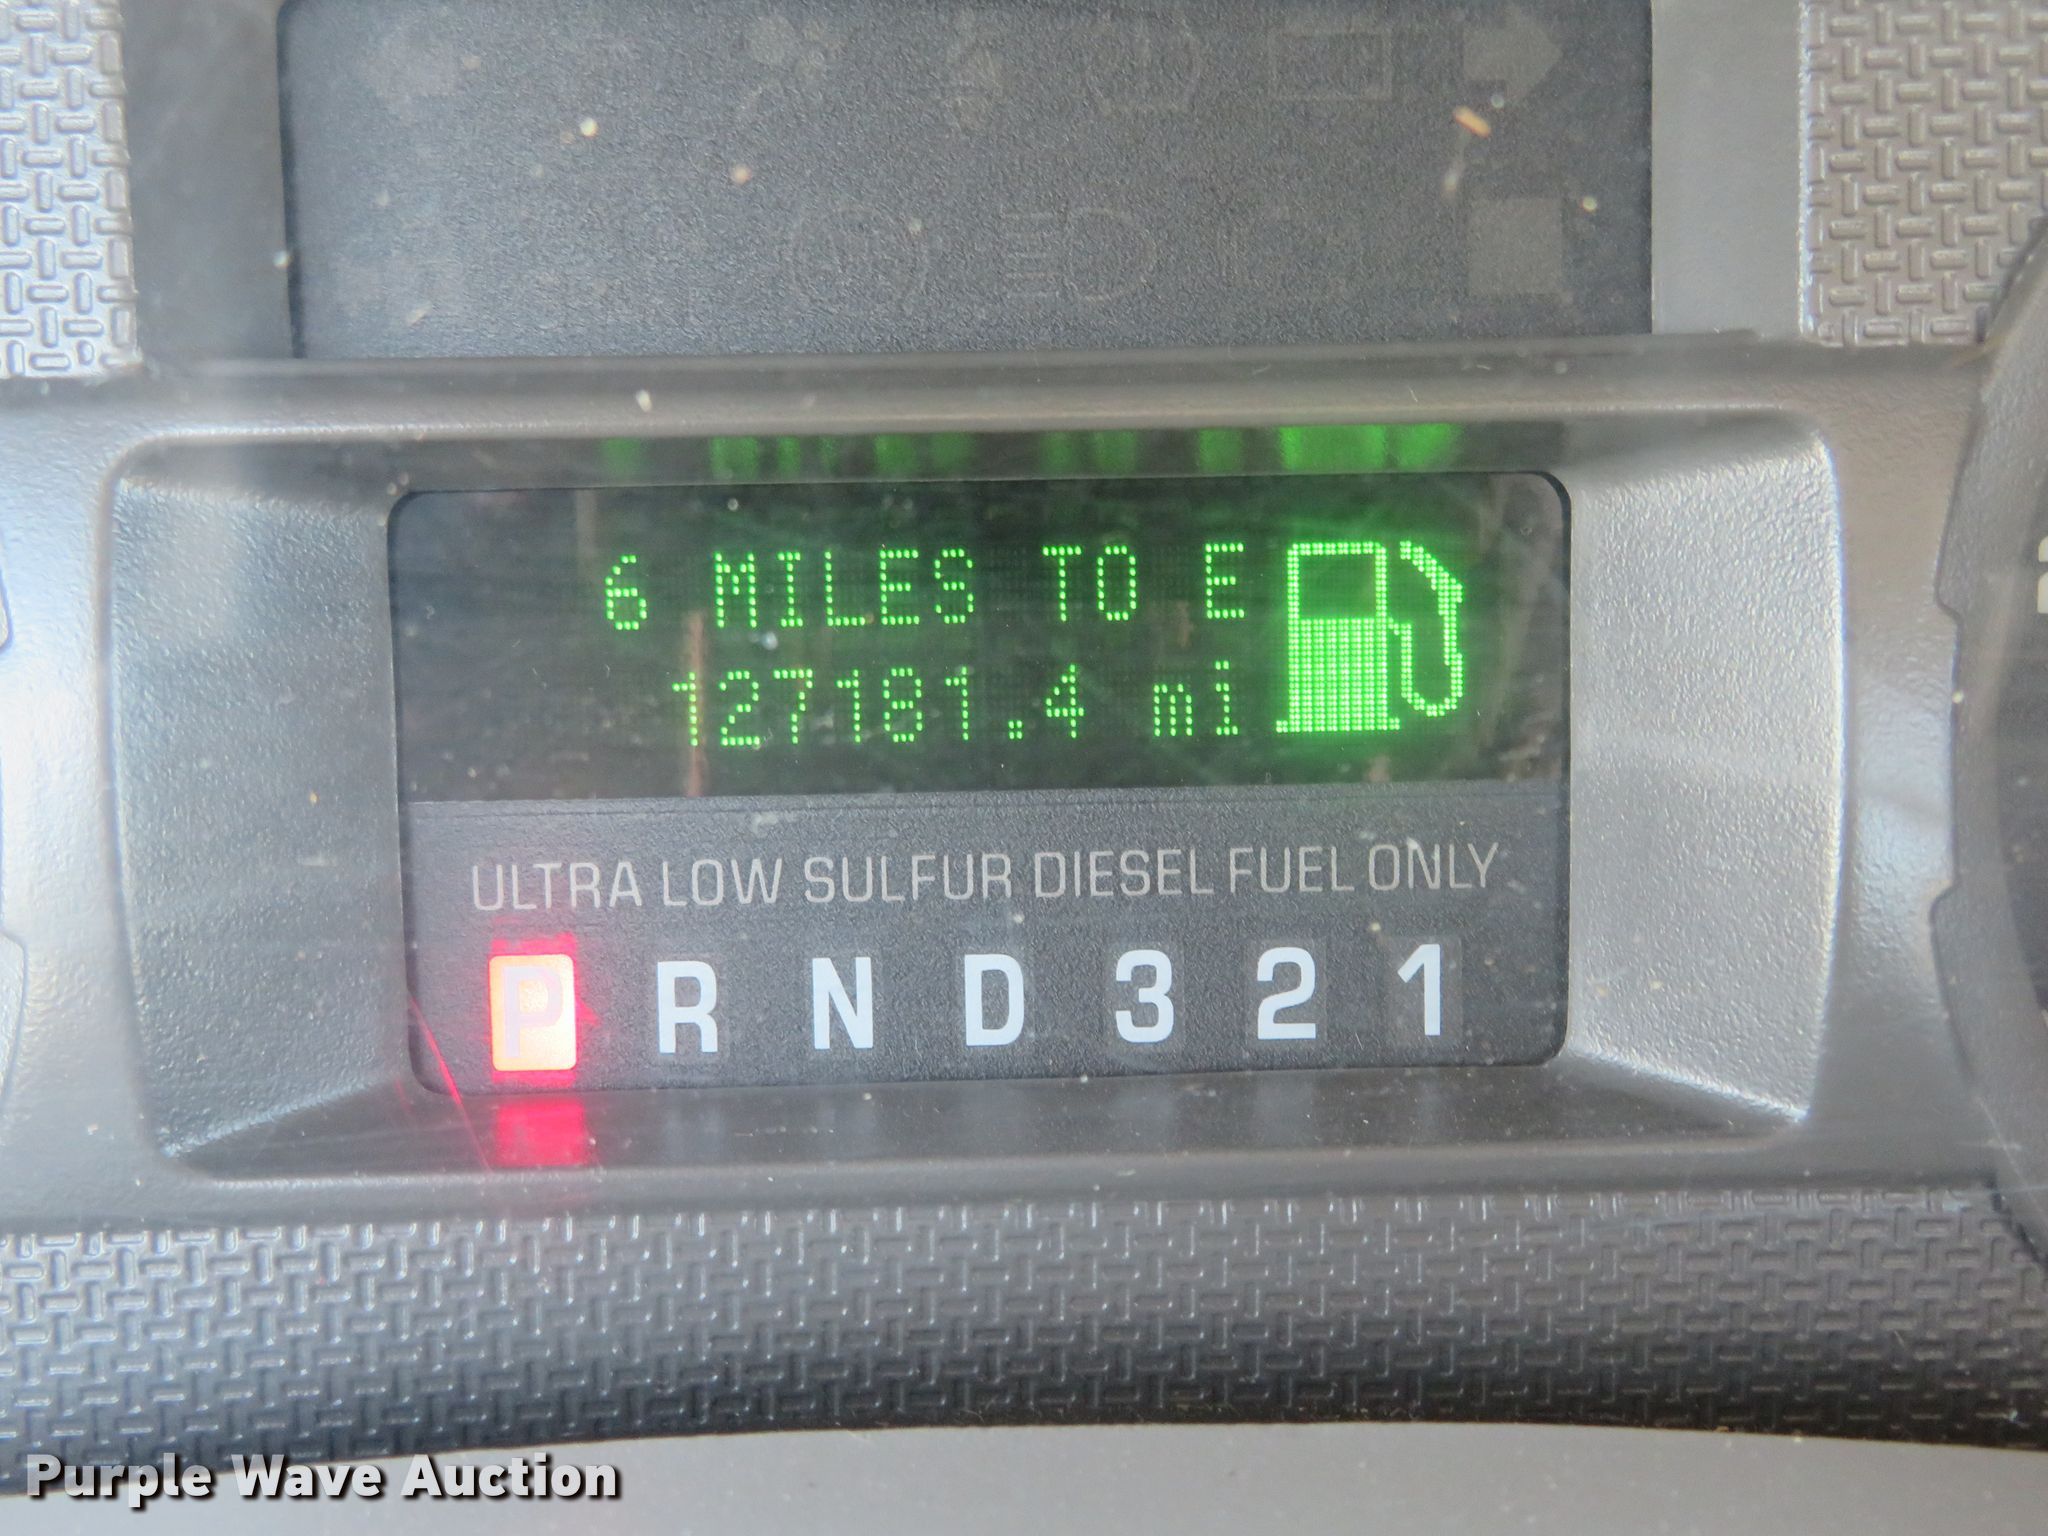 6 MILES TO E
127181.4 mi
ULTRA LOW SULFUR DIESEL FUEL ONLY
P R N D 3 2 1
Purple Wave Auction